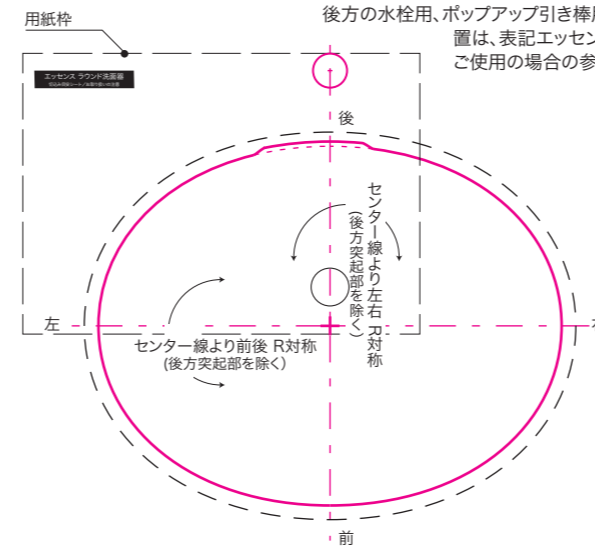 用紙枠
後方の水栓用、ポップアップ引き棒
置は、表記エッセン
ご使用の場合の参
エッセンス ラウンド洗面器
後
センター線より左右 R対称
(後方突起部を除く)
左
センター線より前後 R対称
(後方突起部を除く)
前